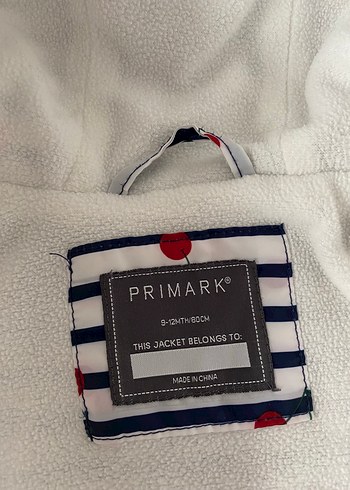 PRIMARK®
9-12MTH/80CM
THIS JACKET BELONGS TO:
MADE IN CHINA